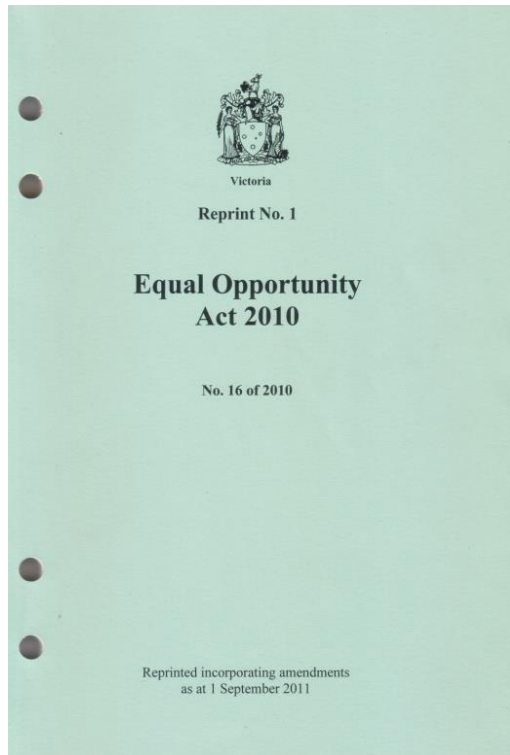 Victoria
Reprint No. 1
Equal Opportunity
Act 2010
No. 16 of 2010
Reprinted incorporating amendments
as at 1 September 2011